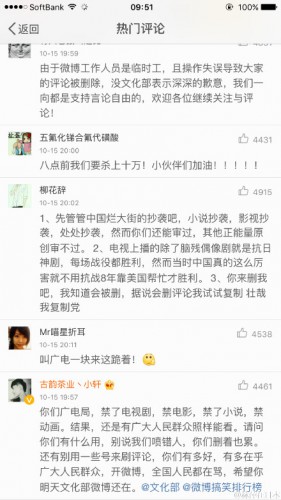 SoftBank
09:51
100%
返回
热门评论
10-15 19:59
由于微博工作人员是临时工,且操作失误导致大家
的评论被删除,没文化部表示深深的歉意,我们一
向都是支持言论自由的,欢迎各位继续关注与评
论!
五氟化锑合氟代磺酸
4431
10-15 20:00
八点前我们要杀上十万!小伙伴们加油!!!!!
柳花辞
4915
10-15 20:02
1、先管管中国烂大街的抄袭吧,小说抄袭,影视抄
袭,处处抄袭,然而你们还能审过,其他正能量原
创审不过。 2、电视上播的除了脑残偶像剧就是抗日
神剧,每场战役都胜利,然而当时中国真的这么厉
害就不用抗战8年靠美国帮忙才胜利。 3、你来删我
吧,我知道会被删,据说会删评论我试试复制 壮哉
我复制党
Mr喵星折耳
4538
10-15 20:11
叫广电一块来这跪着!
古韵茶业丶小轩
4461
10-15 19:57
你们广电局,禁了电视剧,禁电影,禁了小说,禁
动画。结果,还是有广大人民群众照样能看。请问
你们有什么用,别说我们喷错人,你们删着也累。
还有别用一些号来刷评论,你们有多好,有多在乎
广大人民群众,开微博,全国人民都在骂,希望你
明天文化部微博还在。@文化部 @微博搞笑排行榜